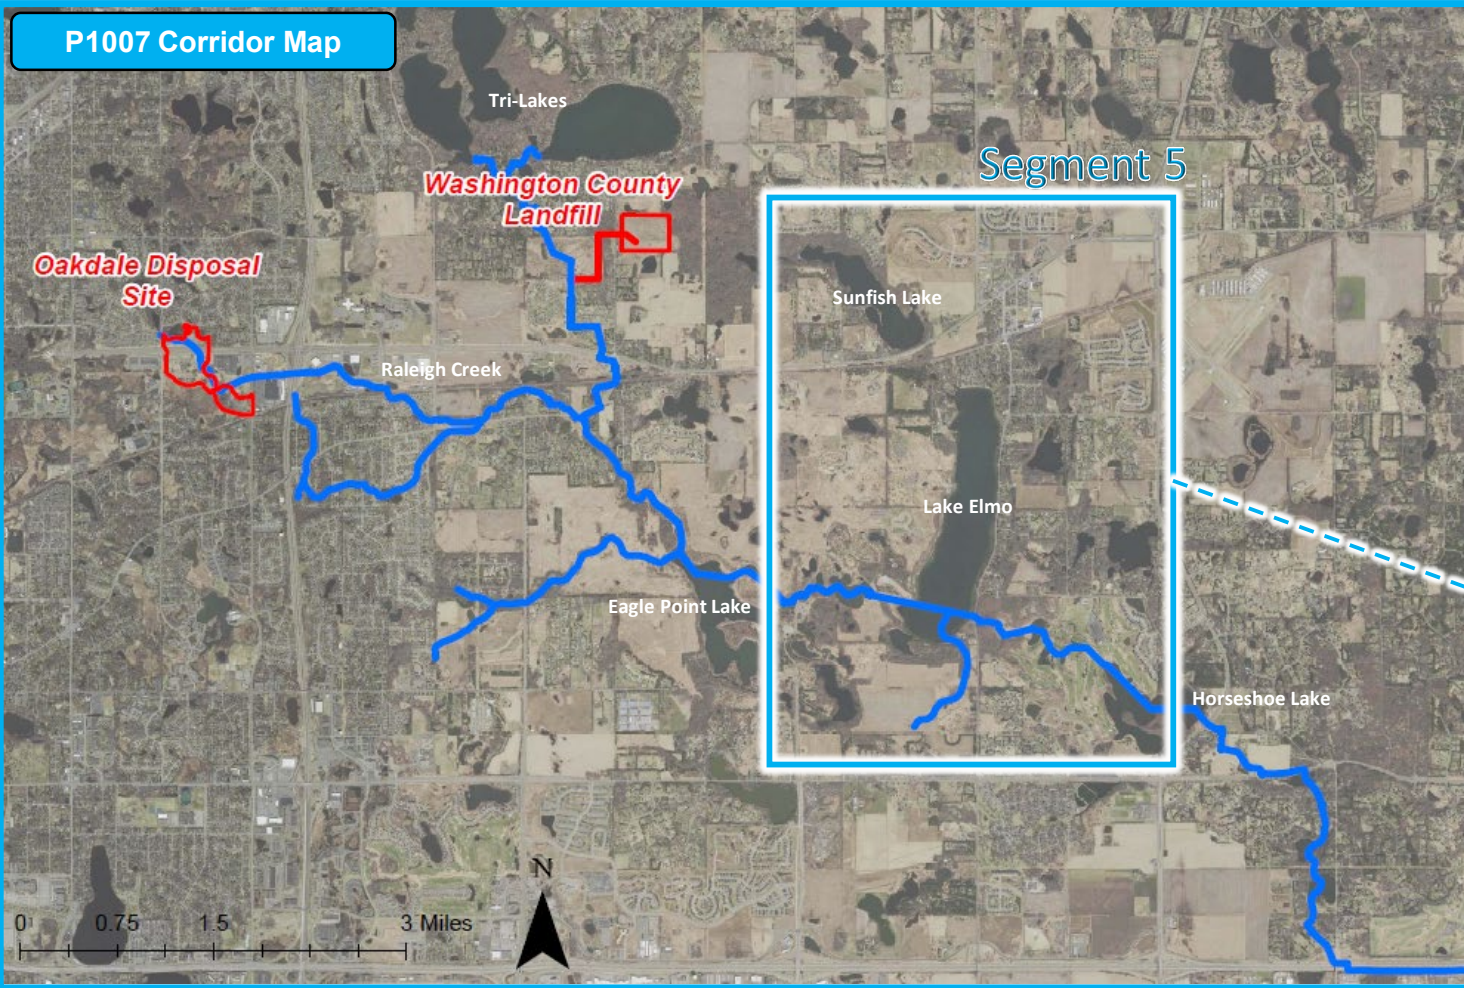 P1007 Corridor Map
Tri-Lakes
Segment 5
Washington County
Landfill
Oakdale Disposal
Site
Sunfish Lake
Raleigh Creek
Lake Elmo
Eagle Point Lake
Horseshoe Lake
N
0 0.75 1.5 3 Miles